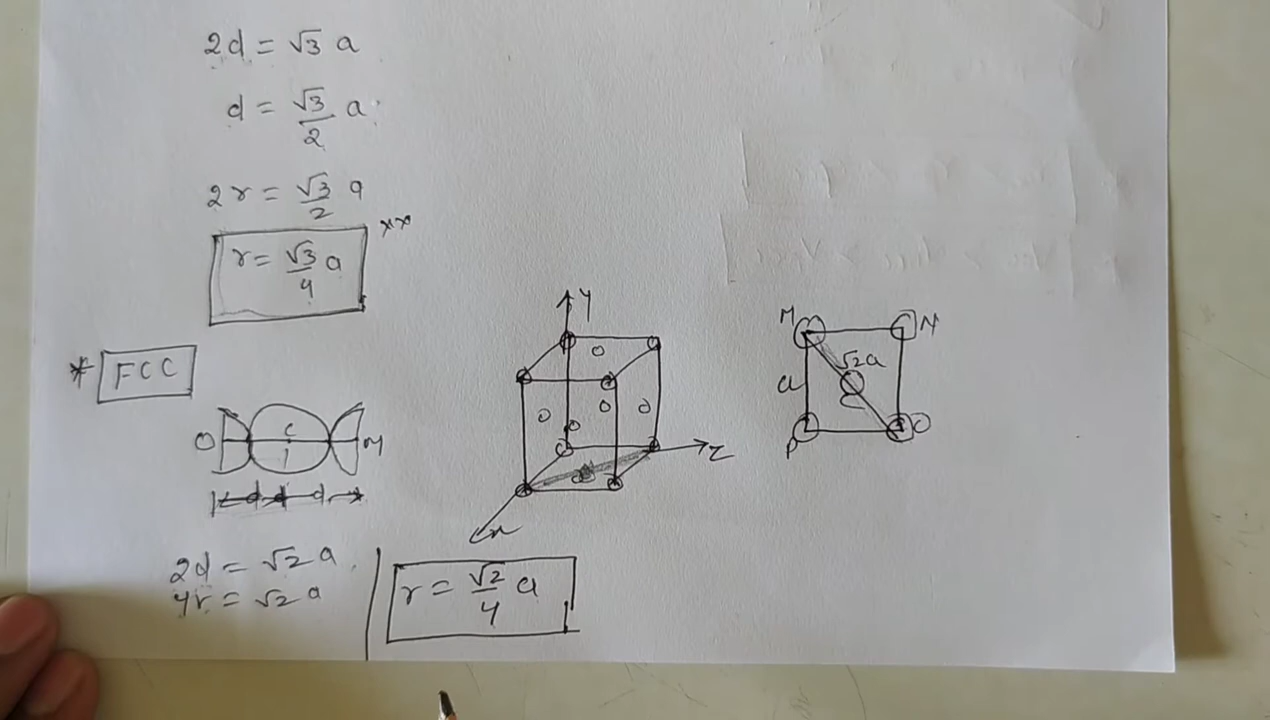 2d = √3 a
d = √3/2 a
2r = √3/2 a
r = √3/4 a
**
* FCC
O C M
d d
2d = √2 a
4r = √2 a
r = √2/4 a
Y
Z
x
M N
√2a
a
P O